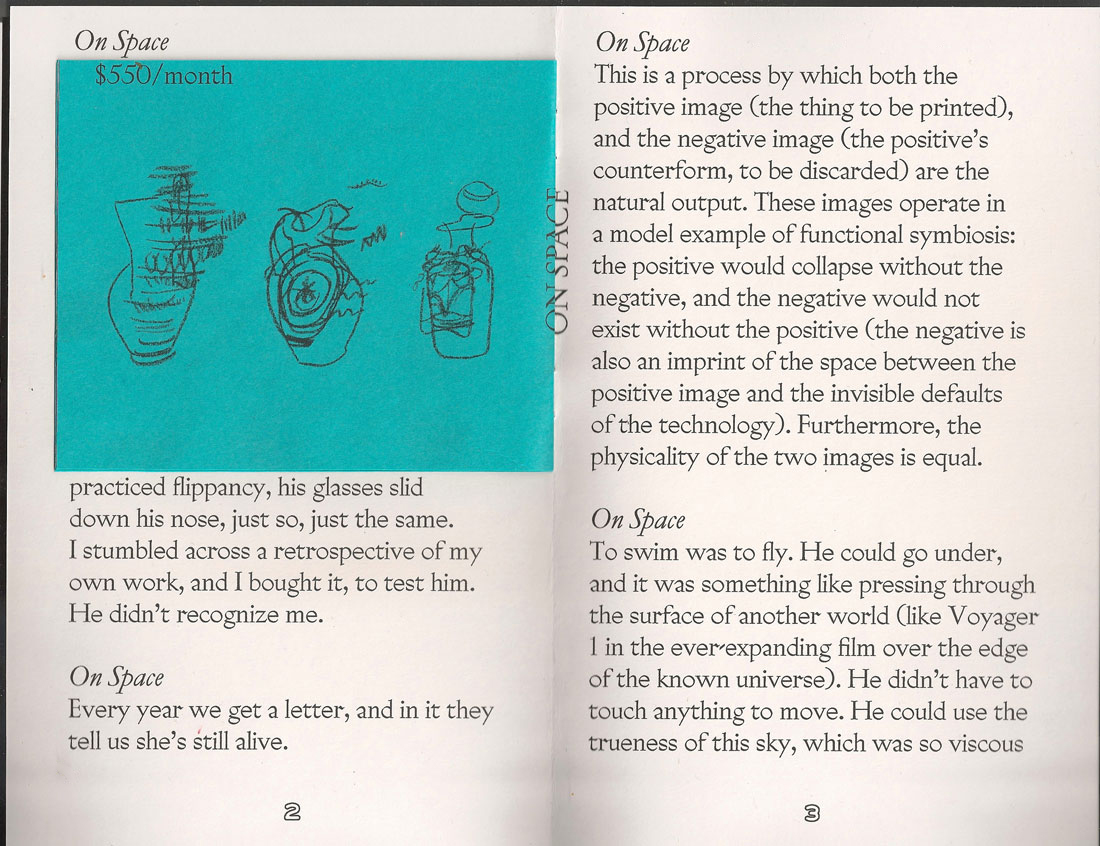 On Space
$550/month
practiced flippancy, his glasses slid
down his nose, just so, just the same.
I stumbled across a retrospective of my
own work, and I bought it, to test him.
He didn't recognize me.
On Space
Every year we get a letter, and in it they
tell us she's still alive.
2
ON SPACE
On Space
This is a process by which both the
positive image (the thing to be printed),
and the negative image (the positive's
counterform, to be discarded) are the
natural output. These images operate in
a model example of functional symbiosis:
the positive would collapse without the
negative, and the negative would not
exist without the positive (the negative is
also an imprint of the space between the
positive image and the invisible defaults
of the technology). Furthermore, the
physicality of the two images is equal.
On Space
To swim was to fly. He could go under,
and it was something like pressing through
the surface of another world (like Voyager
1 in the ever-expanding film over the edge
of the known universe). He didn't have to
touch anything to move. He could use the
trueness of this sky, which was so viscous
3